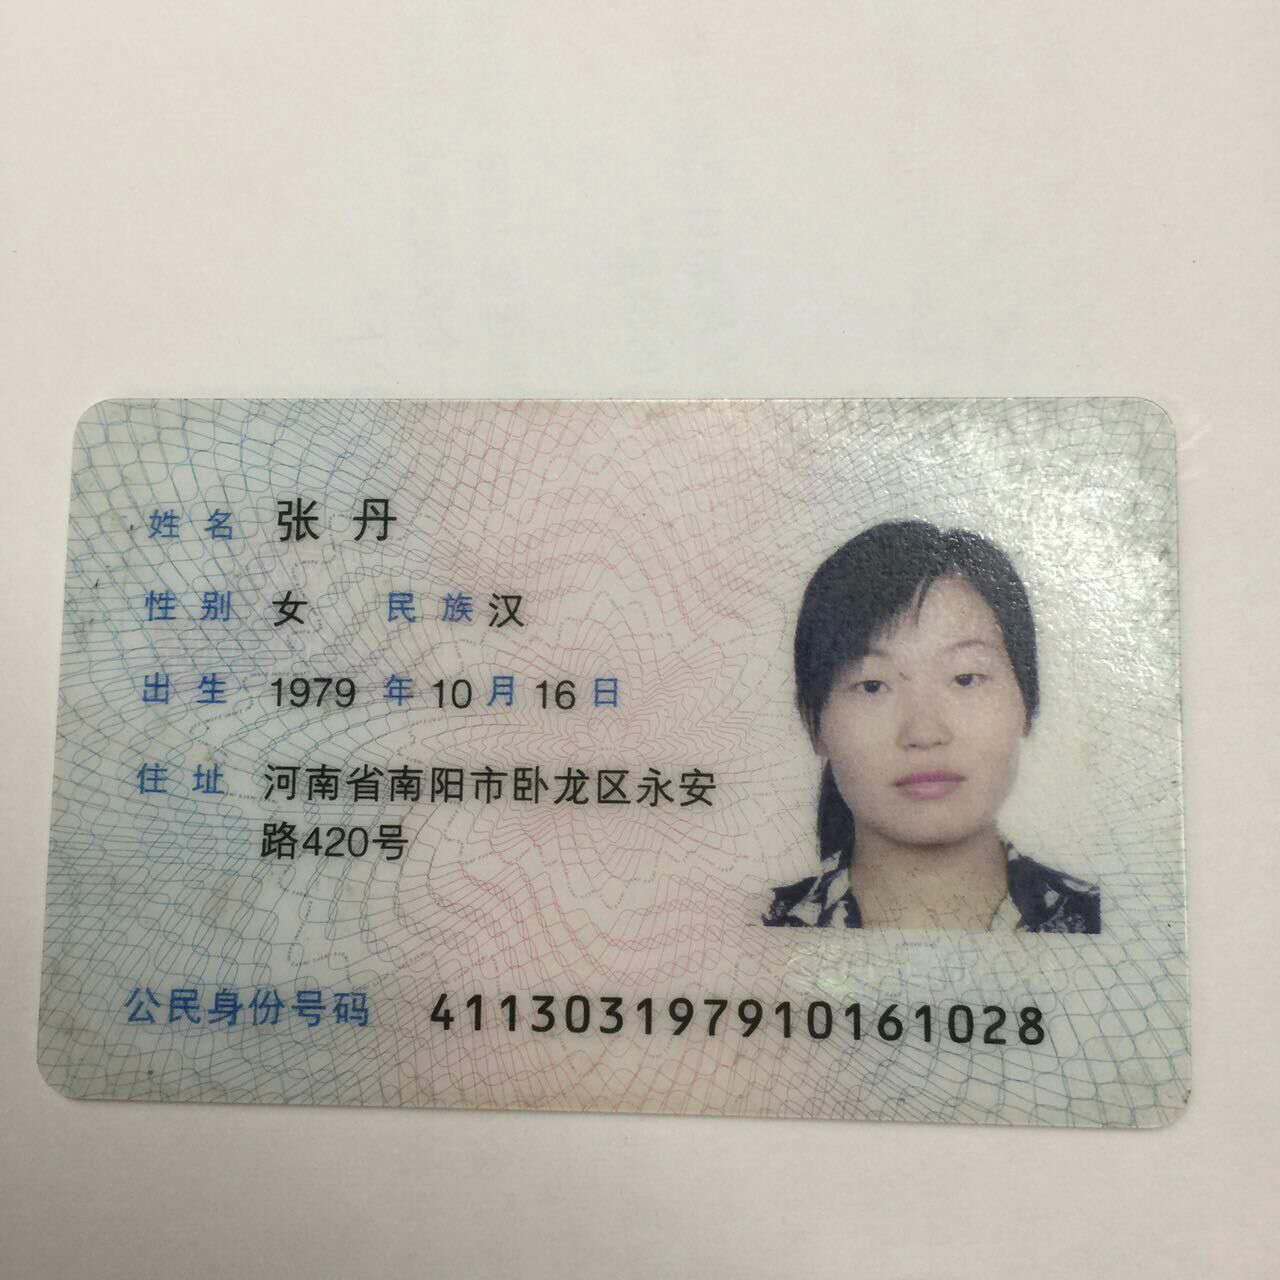 姓名 张丹
性别 女 民族 汉
出生 1979 年 10 月 16 日
住址 河南省南阳市卧龙区永安
路420号
公民身份号码 411303197910161028